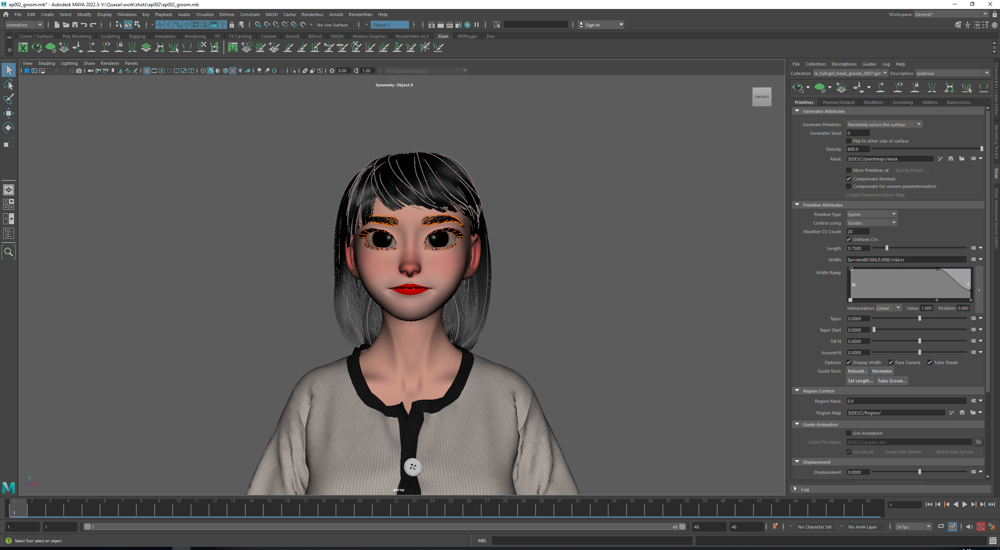 ep002_groom.mb* - Autodesk MAYA 2022.3: V:\Quasar\work\shots\ep002\ep002_groom.mb
File Edit Create Select Modify Display Windows Key Playback Audio Visualize Deform Constrain MASH Cache Arnold Renderbus Arnold RenderMan Help
Workspace: General*
Animation
No Live Surface
Object X
Sign In
Curves / Surfaces Poly Modeling Sculpting Rigging Animation Rendering FX FX Caching Custom Arnold Bifrost MASH Motion Graphics RenderMan 24.3 XGen MSPlugin Ziva
View Shading Lighting Show Renderer Panels
0.00 1.00 sRGB gamma (legacy)
Symmetry: Object X
FRONT
persp
File Collection Descriptions Guides Log Help
Collection le_full:girl_head_groom_0007:girl Description eyebrow
Primitives Preview/Output Modifiers Grooming Utilities Expressions
Generator Attributes
Generate Primitives Randomly across the surface
Generator Seed 0
Flip to other side of surface
Density 600.0
Mask ${DESC}/paintmaps/mask
More Primitives at Specify Points...
Compensate Normals
Compensate for uneven parameterization
Create Parameterization Map
Primitive Attributes
Primitive Type Spline
Control using Guides
Modifier CV Count 20
Uniform CVs
Length 0.7500
Width $a=rand(0.004,0.006);\n$a\n
Width Ramp
R T
>
Interpolation: Linear Value: 1.000 Position: 0.000
Taper 0.0000
Taper Start 0.0000
Tilt N 0.0000
Around N 0.0000
Options Display Width Face Camera Tube Shade
Guide Tools Rebuild... Normalize
Set Length... Tube Groom...
Region Control
Region Mask 0.0
Region Map ${DESC}/Region/
Guide Animation
Use Animation
Cache File Name ${DESC}/guides.abc
Live Mode Create Hair System Attach Hair System
Displacement
Displacement 0.0000
Log
Channel Box / Layer Editor
Modeling Toolkit
XGen
XGen Interactive Groom Editor
1 2 3 4 5 6 7 8 9 10 11 12 13 14 15 16 17 18 19 20 21 22 23 24 25 26 27 28 29 30 31 32 33 34 35 36 37 38 39 40 41 42 43 44 45 46 47 48
1
1
1 1 1 48 48 48 No Character Set No Anim Layer 24 fps
Select Tool: select an object
MEL